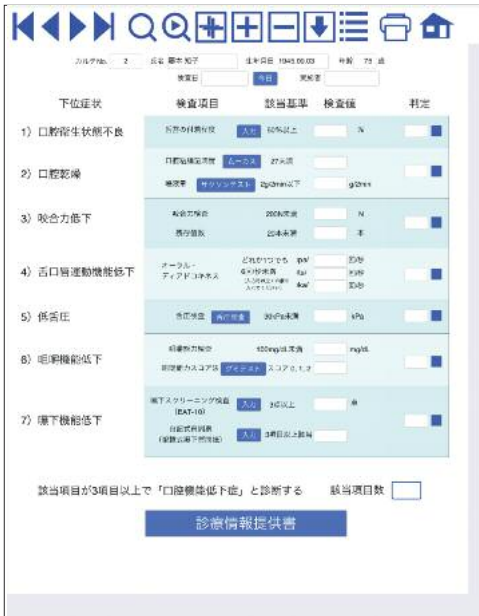 カルテNo. 2 氏名 藤本 知子 生年月日 1945.09.03 年齢 75 歳
検査日 今日 実施者
下位症状 検査項目 該当基準 検査値 判定
1）口腔衛生状態不良 舌苔の付着程度 入力 50%以上 %
2）口腔乾燥 口腔粘膜湿潤度 ムーカス 27未満
唾液量 サクソンテスト 2g/2min以下 g/2min
3）咬合力低下 咬合力検査 200N未満 N
残存歯数 20本未満 本
4）舌口唇運動機能低下 オーラル・ディアドコキネシス どれか1つでも 6回/秒未満 /pa/ 回/秒
/ta/ 回/秒
/ka/ 回/秒
5）低舌圧 舌圧検査 舌圧検査 30kPa未満 kPa
6）咀嚼機能低下 咀嚼能力検査 100mg/dL未満 mg/dL
咀嚼能力スコア法 グミテスト スコア 0, 1, 2
7）嚥下機能低下 嚥下スクリーニング検査 (EAT-10) 入力 3点以上 点
自記式質問票 入力 3項目以上該当
該当項目が3項目以上で「口腔機能低下症」と診断する 該当項目数
診療情報提供書